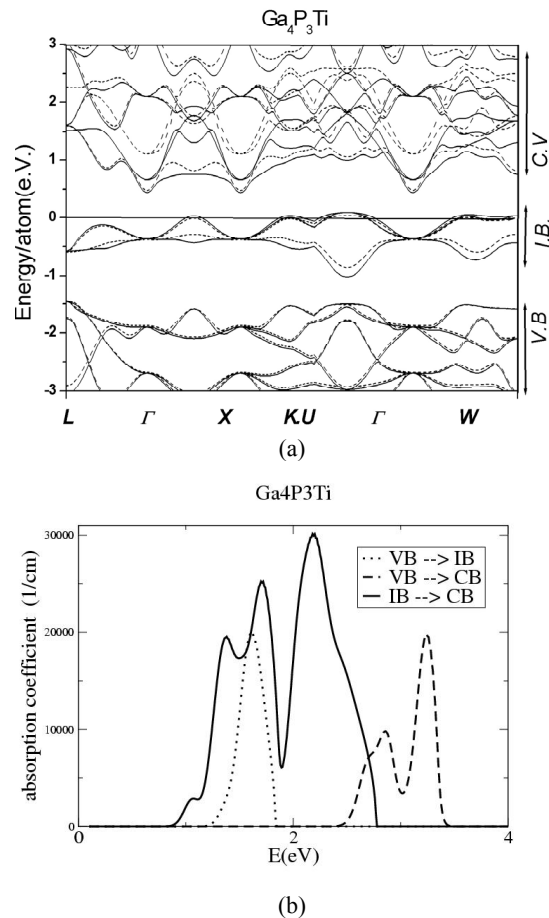 Ga₄P₃Ti
Energy/atom(e.V.)
3
2
1
0
-1
-2
-3
L Γ X K.U Γ W
C.V
I.B.
V.B
(a)
Ga4P3Ti
absorption coefficient (1/cm)
30000
20000
10000
0
VB --> IB
VB --> CB
IB --> CB
0 2 4
E(eV)
(b)